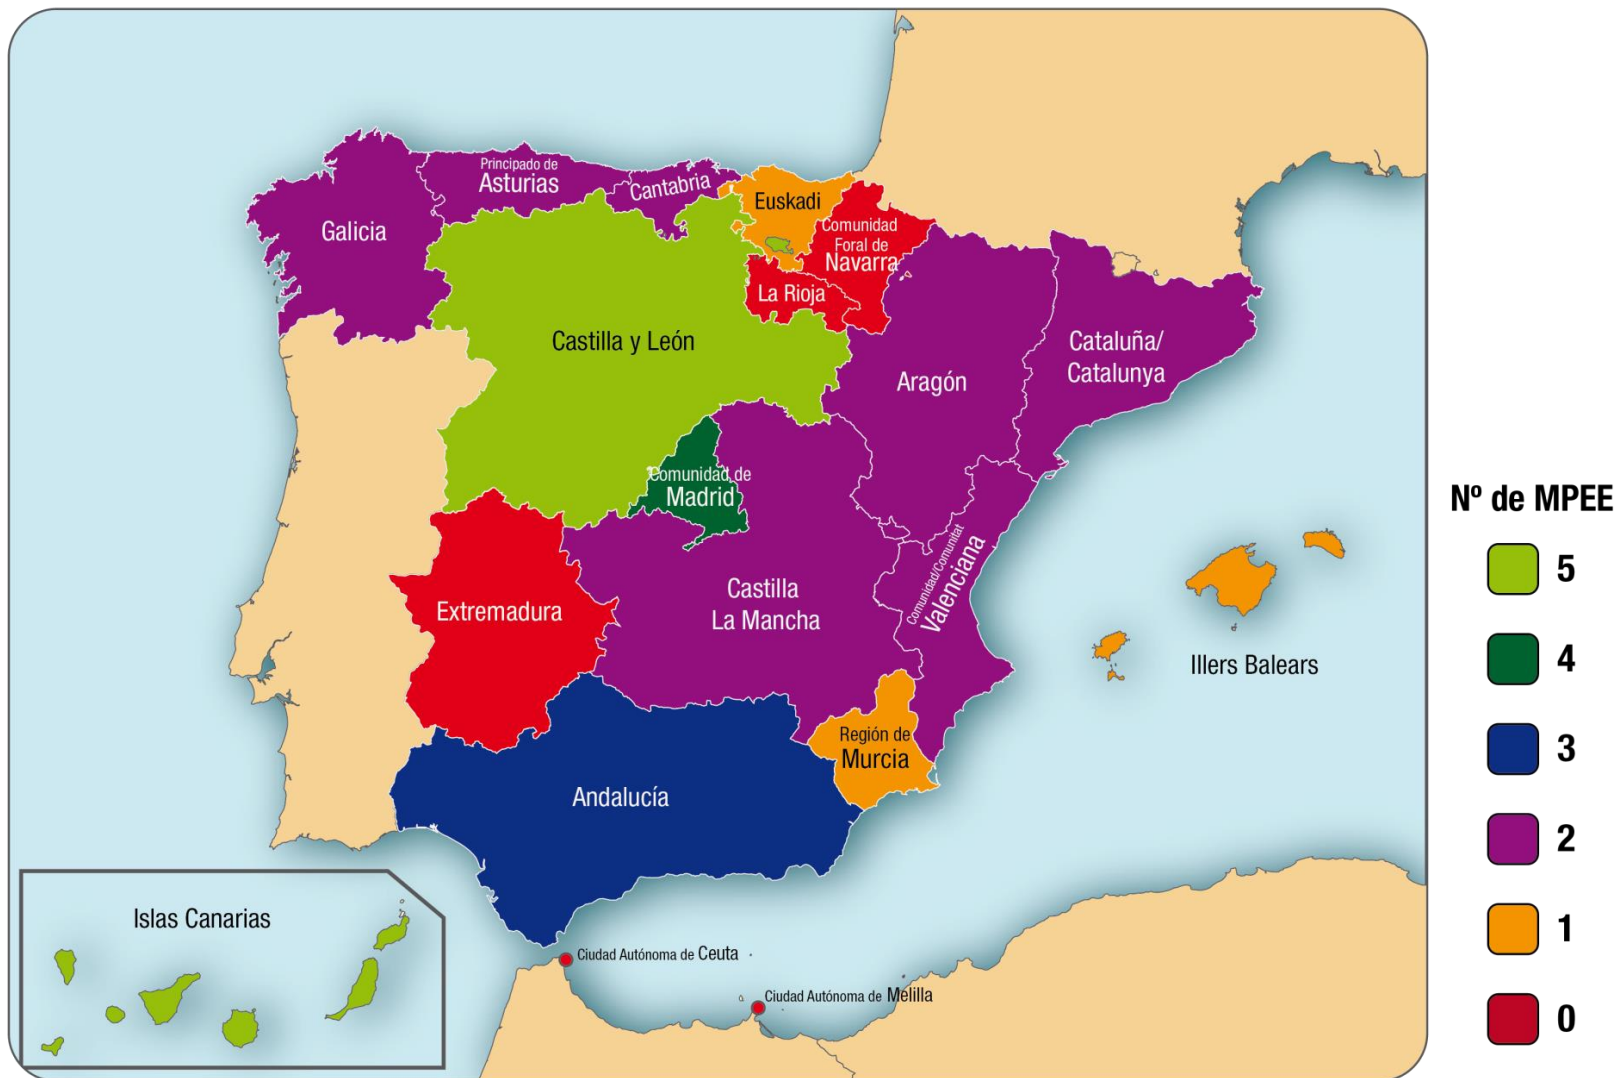 Principado de
Asturias
Cantabria
Euskadi
Galicia
Comunidad
Foral de
Navarra
La Rioja
Castilla y León
Cataluña/
Catalunya
Aragón
Comunidad de
Madrid
Nº de MPEE
5
4
3
2
1
0
Comunidad/Comunitat
Valenciana
Castilla
La Mancha
Extremadura
Illers Balears
Región de
Murcia
Andalucía
Islas Canarias
Ciudad Autónoma de Ceuta
Ciudad Autónoma de Melilla